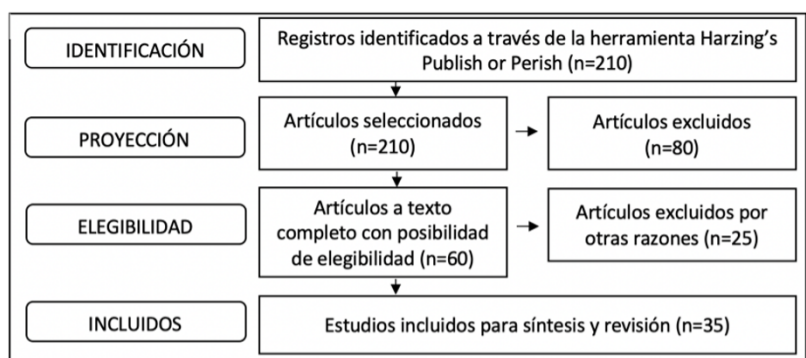 IDENTIFICACIÓN
Registros identificados a través de la herramienta Harzing's
Publish or Perish (n=210)
PROYECCIÓN
Artículos seleccionados
(n=210)
Artículos excluidos
(n=80)
ELEGIBILIDAD
Artículos a texto
completo con posibilidad
de elegibilidad (n=60)
Artículos excluidos por
otras razones (n=25)
INCLUIDOS
Estudios incluidos para síntesis y revisión (n=35)